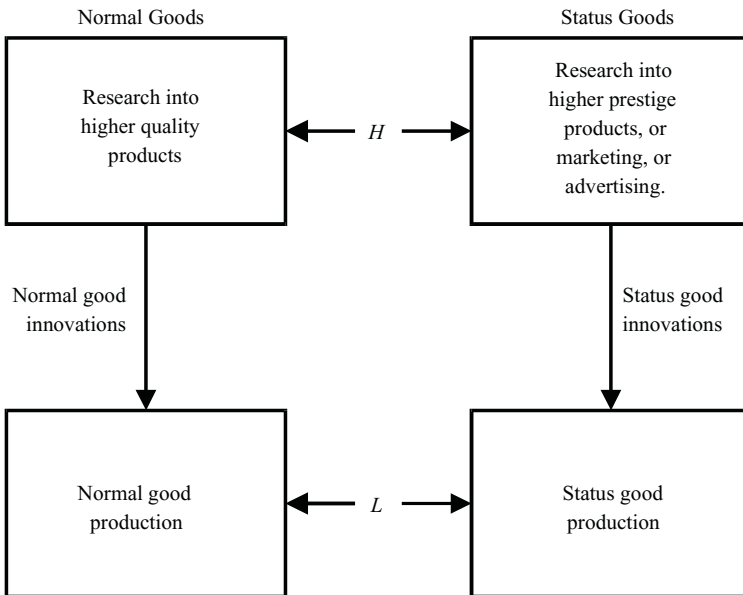 Normal Goods
Status Goods
Research into
higher quality
products
H
Research into
higher prestige
products, or
marketing, or
advertising.
Normal good
innovations
Status good
innovations
Normal good
production
L
Status good
production